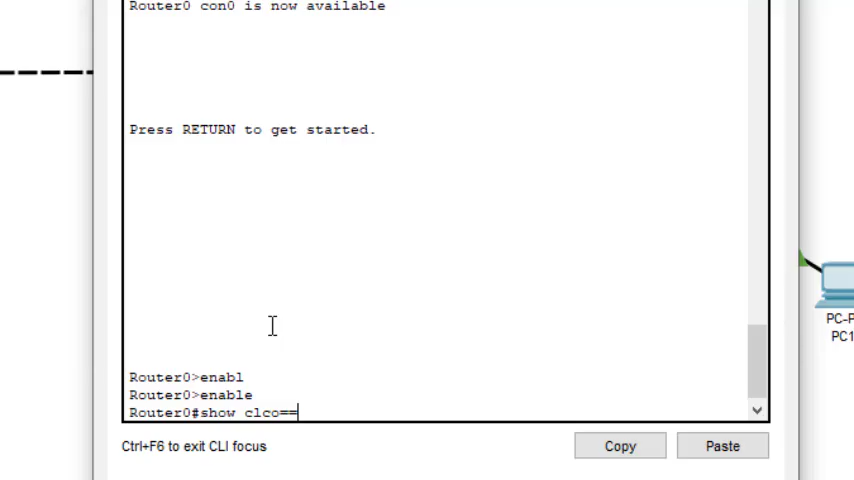 Router0 con0 is now available
Press RETURN to get started.
Router0>enabl
Router0>enable
Router0#show clco==
Ctrl+F6 to exit CLI focus
Copy
Paste
PC1